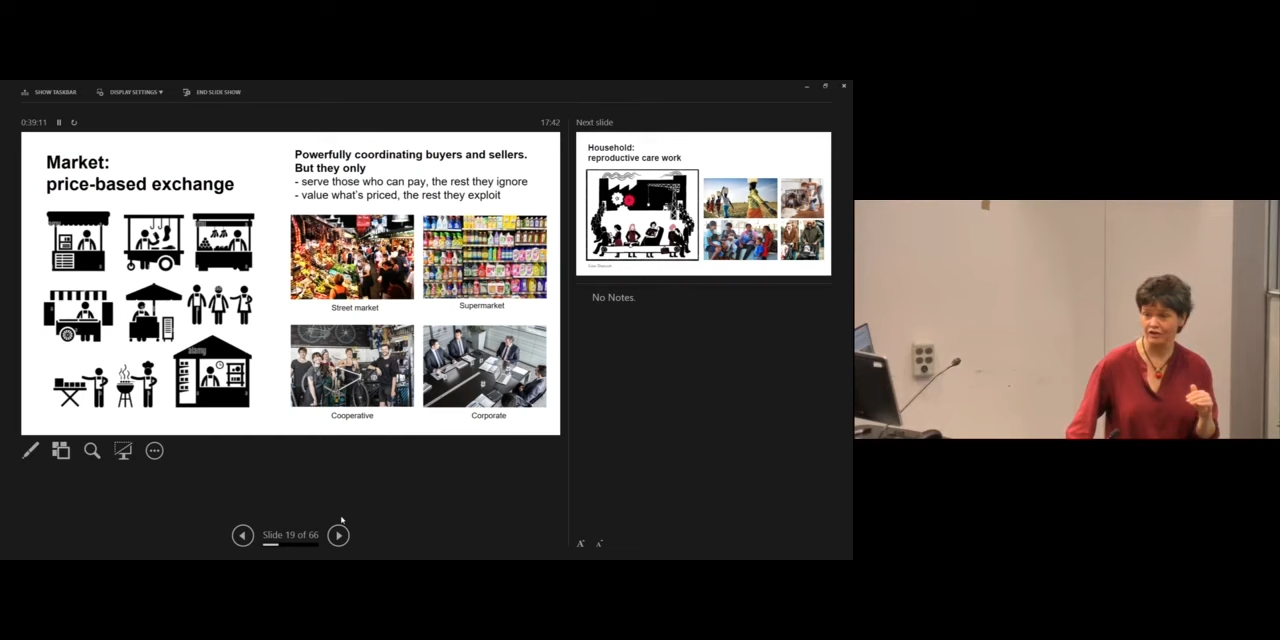 SHOW TASKBAR
DISPLAY SETTINGS ▼
END SLIDE SHOW
0:39:11
17:42
Market:
price-based exchange
Powerfully coordinating buyers and sellers.
But they only
- serve those who can pay, the rest they ignore
- value what's priced, the rest they exploit
alamy
Street market
Supermarket
Cooperative
Corporate
Slide 19 of 66
Next slide
Household:
reproductive care work
No Notes.
A
A